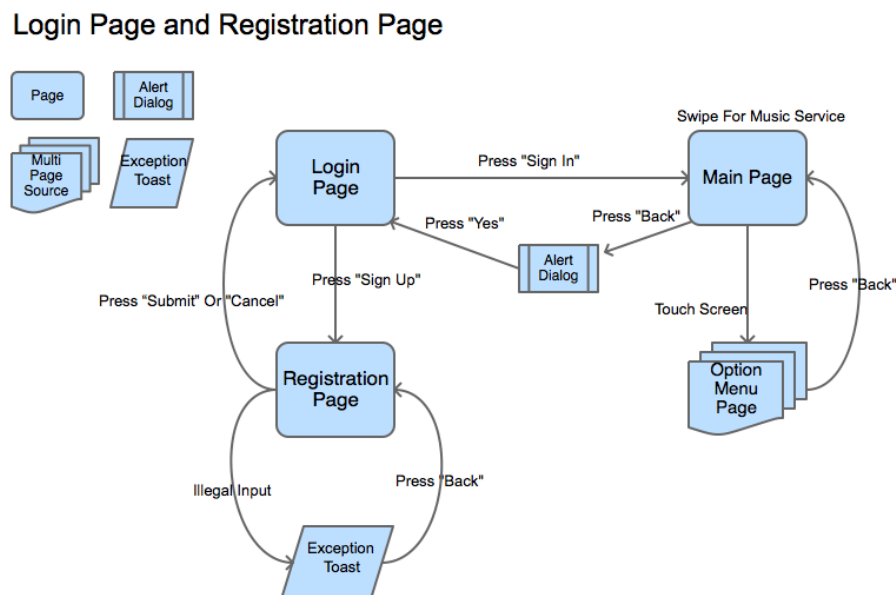 Login Page and Registration Page
Page
Alert
Dialog
Multi
Page
Source
Exception
Toast
Swipe For Music Service
Login
Page
Press "Sign In"
Main Page
Press "Yes"
Press "Back"
Alert
Dialog
Press "Sign Up"
Press “Submit” Or "Cancel"
Touch Screen
Press "Back"
Registration
Page
Option
Menu
Page
Illegal Input
Press "Back"
Exception
Toast